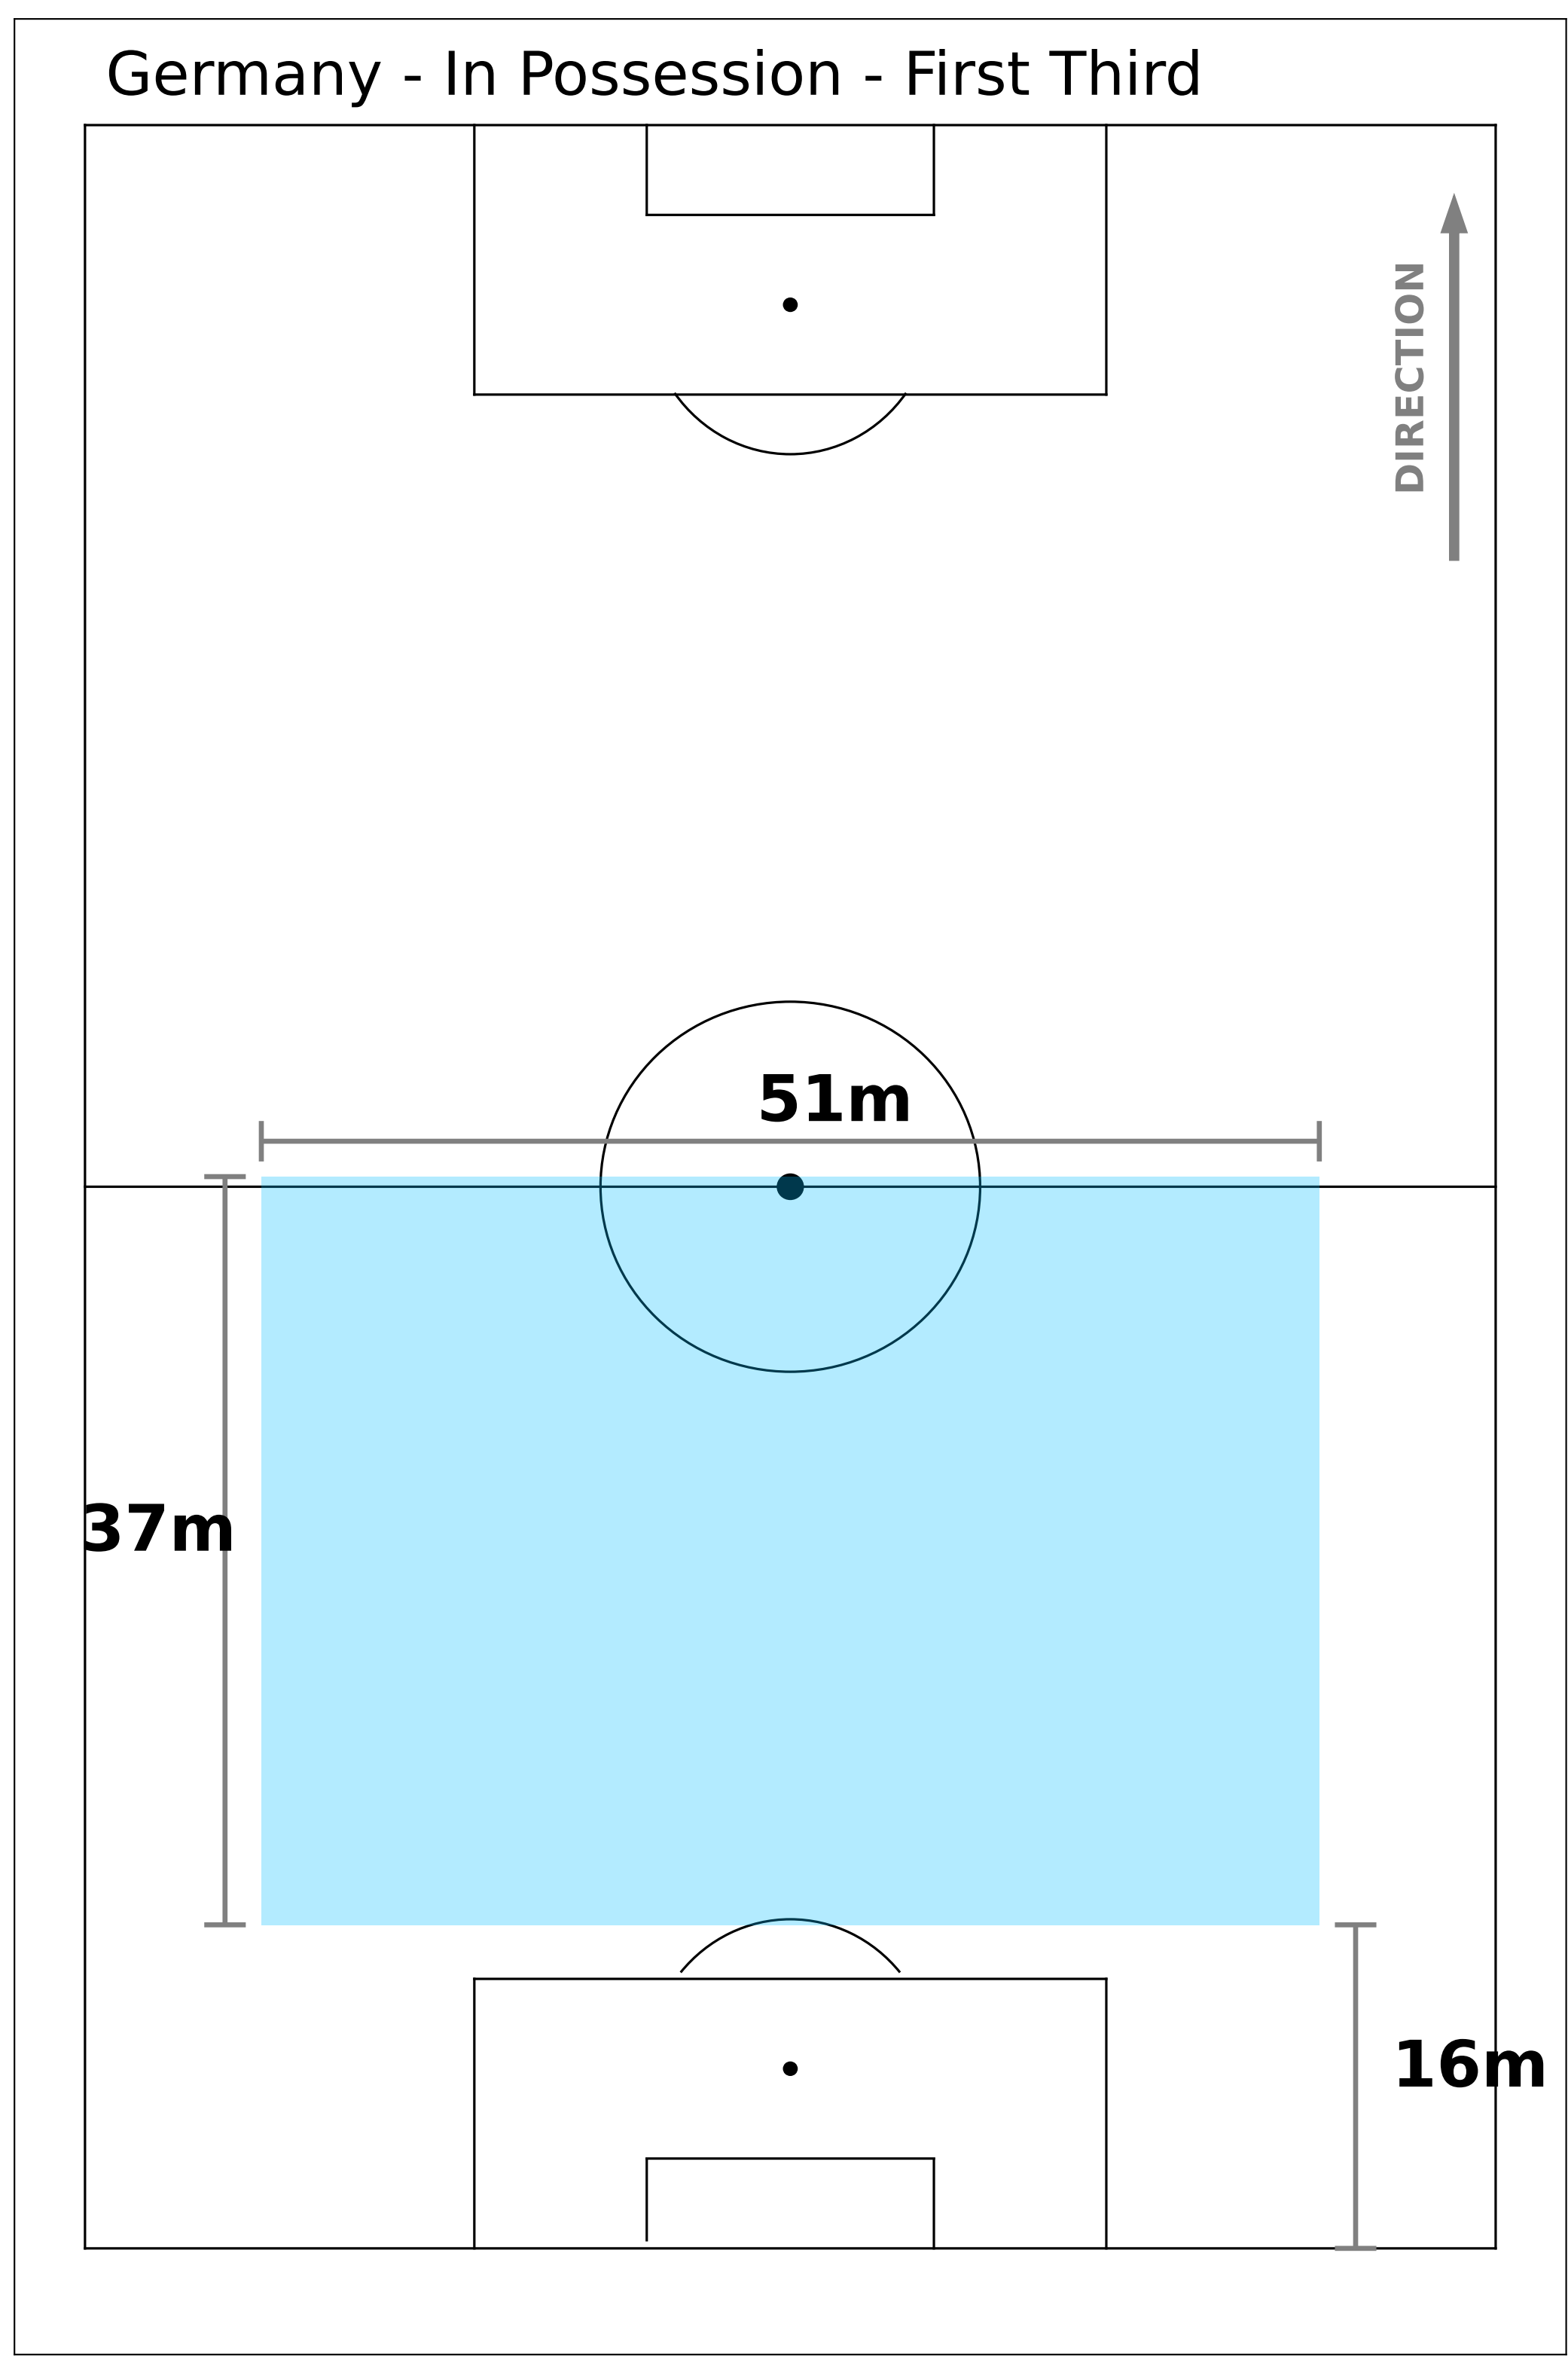 Germany - In Possession - First Third
DIRECTION
51m
37m
16m